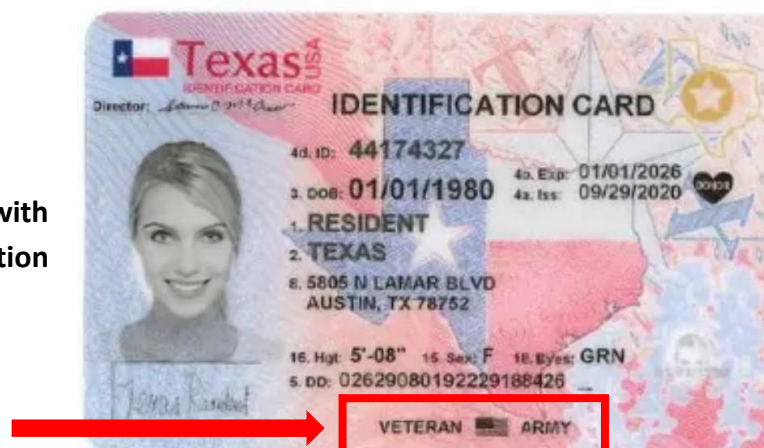 Texas USA
IDENTIFICATION CARD
Director:
IDENTIFICATION CARD
4d. ID: 44174327
4b. Exp: 01/01/2026
3. DOB: 01/01/1980
4a. Iss: 09/29/2020
DONOR
1. RESIDENT
2. TEXAS
8. 5805 N LAMAR BLVD
AUSTIN, TX 78752
16. Hgt: 5'-08" 15. Sex: F 18. Eyes: GRN
5. DD: 02629080192229188426
VETERAN ARMY
with
tion